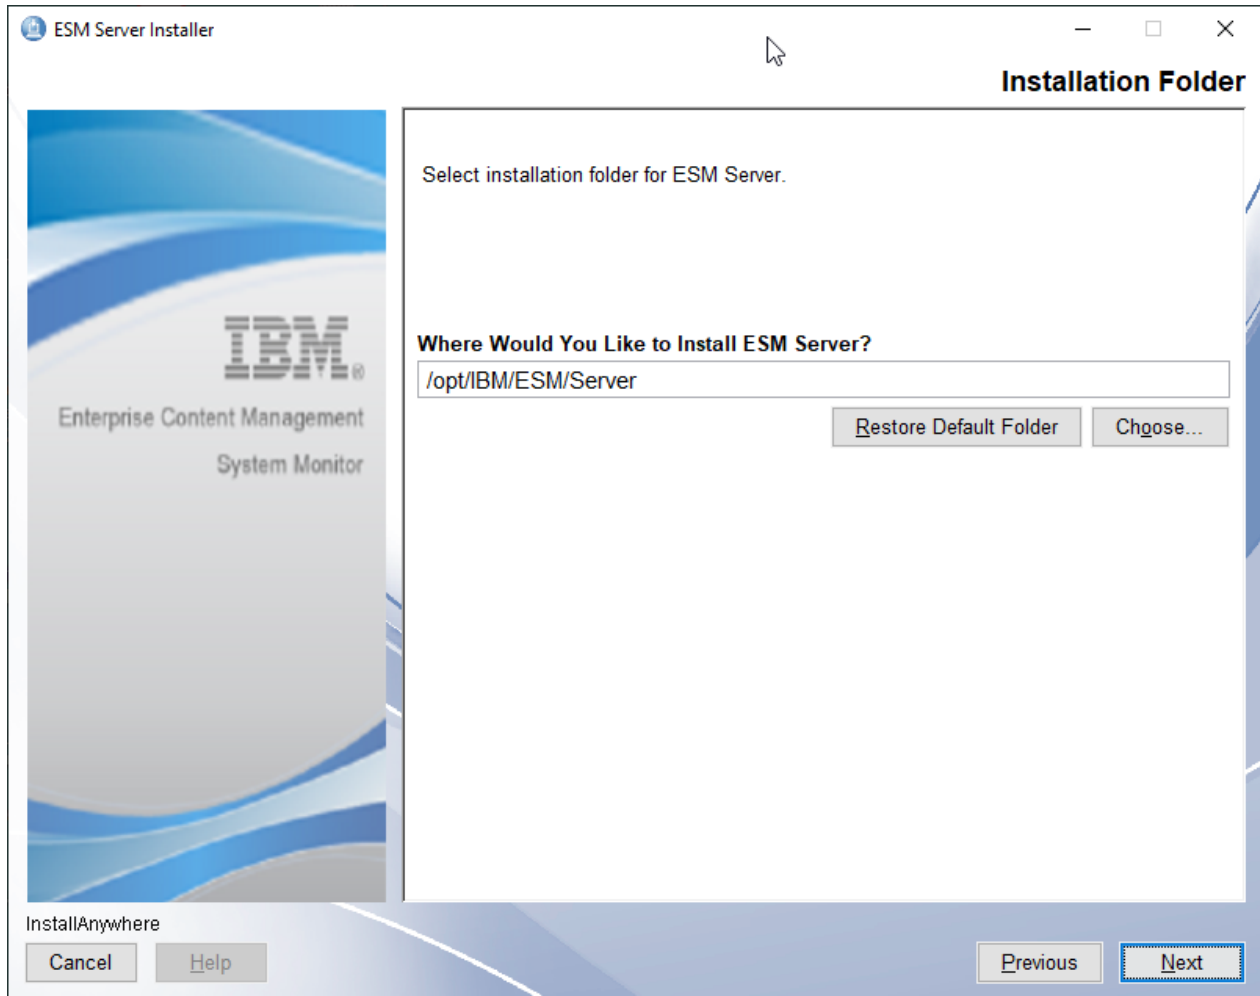 ESM Server Installer
Installation Folder
Select installation folder for ESM Server.
IBM®
Enterprise Content Management
System Monitor
Where Would You Like to Install ESM Server?
/opt/IBM/ESM/Server
Restore Default Folder
Choose...
InstallAnywhere
Cancel
Help
Previous
Next